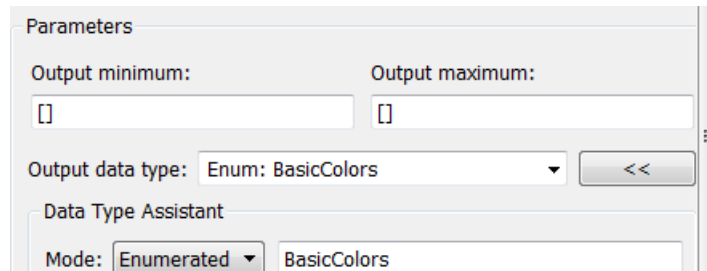 Parameters
Output minimum: Output maximum:
[] []
Output data type: Enum: BasicColors <<
Data Type Assistant
Mode: Enumerated BasicColors